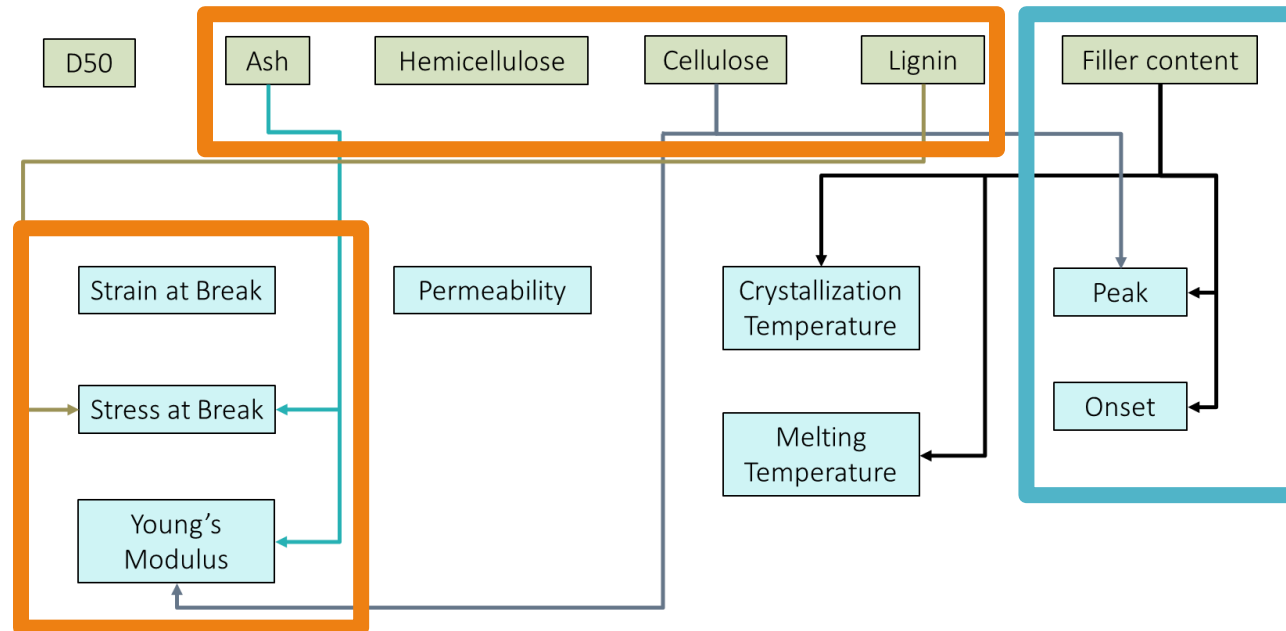 D50
Ash
Hemicellulose
Cellulose
Lignin
Filler content
Strain at Break
Permeability
Crystallization
Temperature
Peak
Stress at Break
Onset
Melting
Temperature
Young’s
Modulus